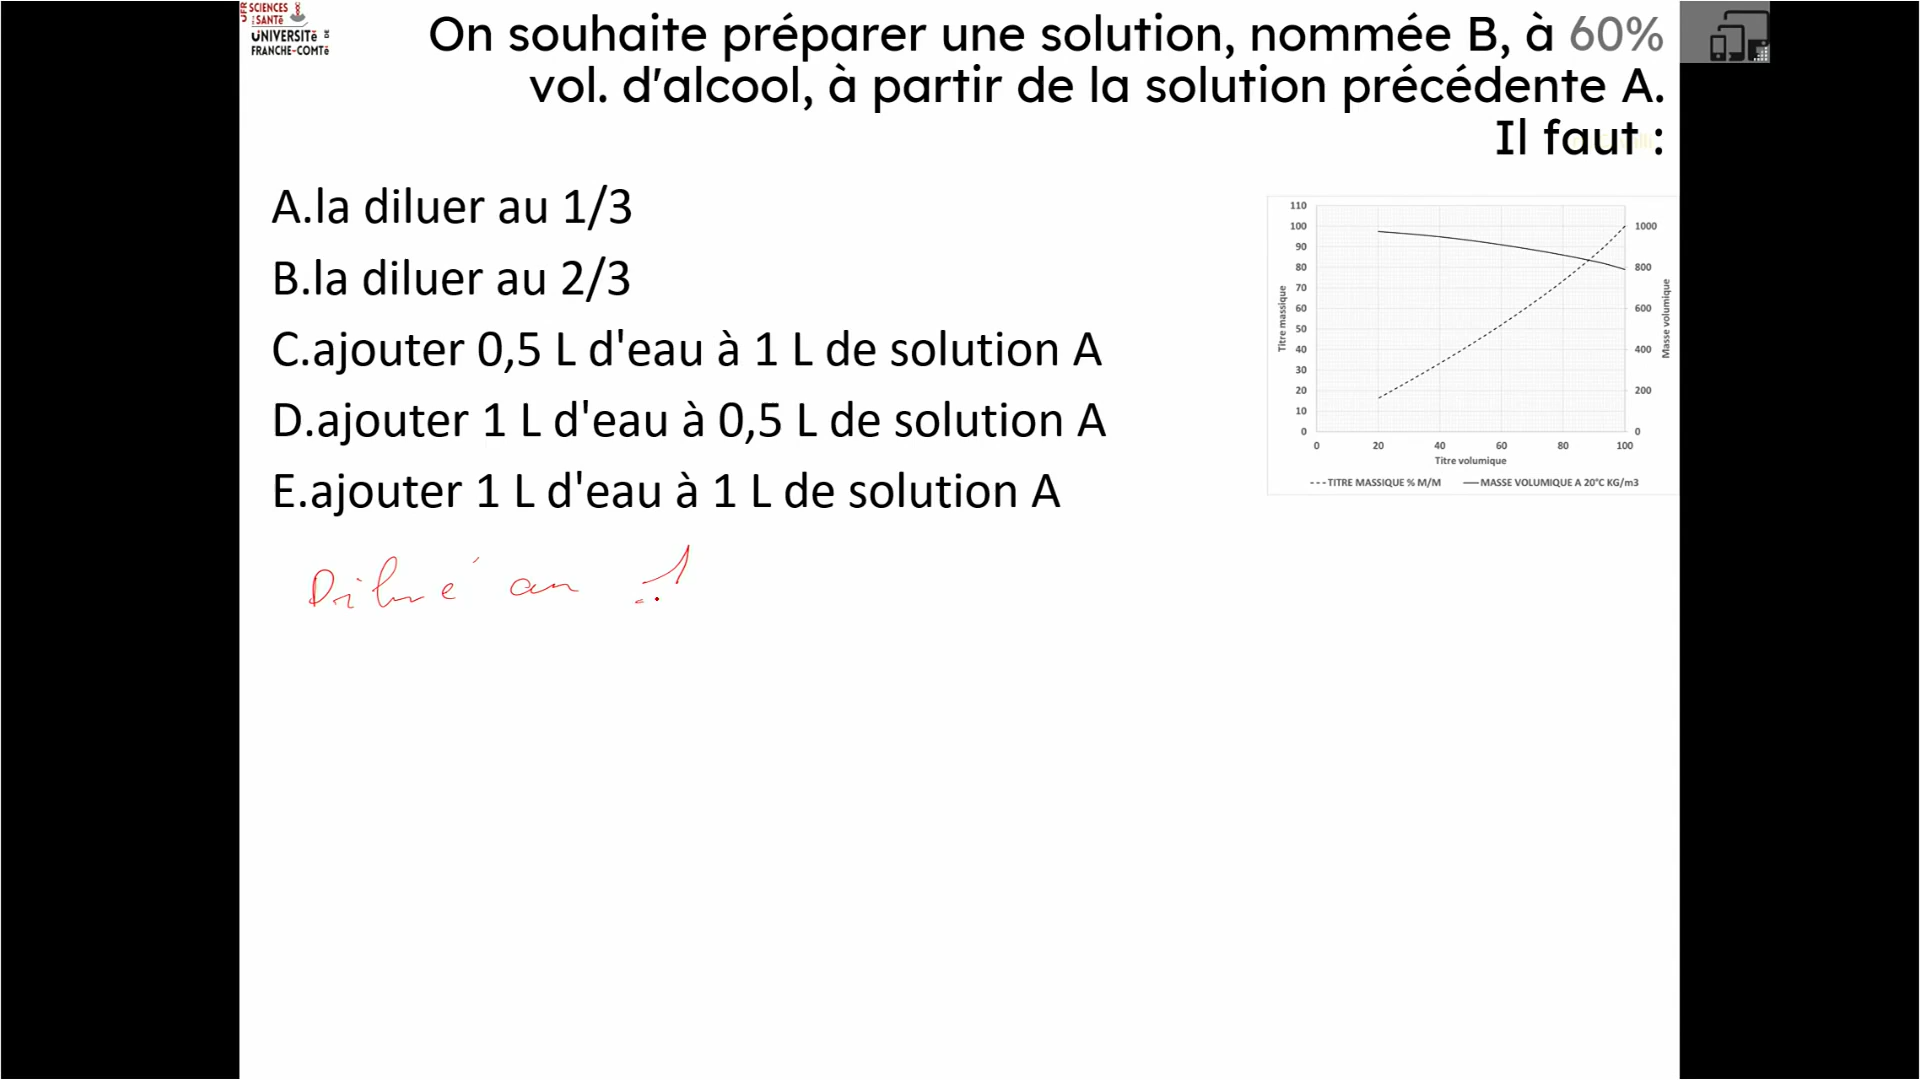 UFR SCIENCES
DE LA SANTÉ
UNIVERSITÉ DE
FRANCHE-COMTÉ
On souhaite préparer une solution, nommée B, à 60%
vol. d'alcool, à partir de la solution précédente A.
Il faut :
A.la diluer au 1/3
B.la diluer au 2/3
C.ajouter 0,5 L d'eau à 1 L de solution A
D.ajouter 1 L d'eau à 0,5 L de solution A
E.ajouter 1 L d'eau à 1 L de solution A
110
100
90
80
70
60
50
40
30
20
10
0
Titre massique
1000
800
600
400
200
0
Masse volumique
0 20 40 60 80 100
Titre volumique
TITRE MASSIQUE % M/M MASSE VOLUMIQUE A 20°C KG/m3
Dilué au 1